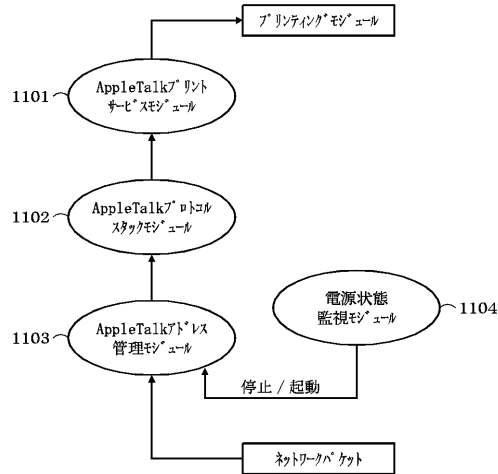 ﾌﾟﾘﾝﾃｨﾝｸﾞﾓｼﾞｭｰﾙ
1101
AppleTalkﾌﾟﾘﾝﾄ
ｻｰﾋﾞｽﾓｼﾞｭｰﾙ
1102
AppleTalkﾌﾟﾛﾄｺﾙ
ｽﾀｯｸﾓｼﾞｭｰﾙ
1103
AppleTalkｱﾄﾞﾚｽ
管理ﾓｼﾞｭｰﾙ
電源状態
監視ﾓｼﾞｭｰﾙ
1104
停止 / 起動
ﾈｯﾄﾜｰｸﾊﾟｹｯﾄ